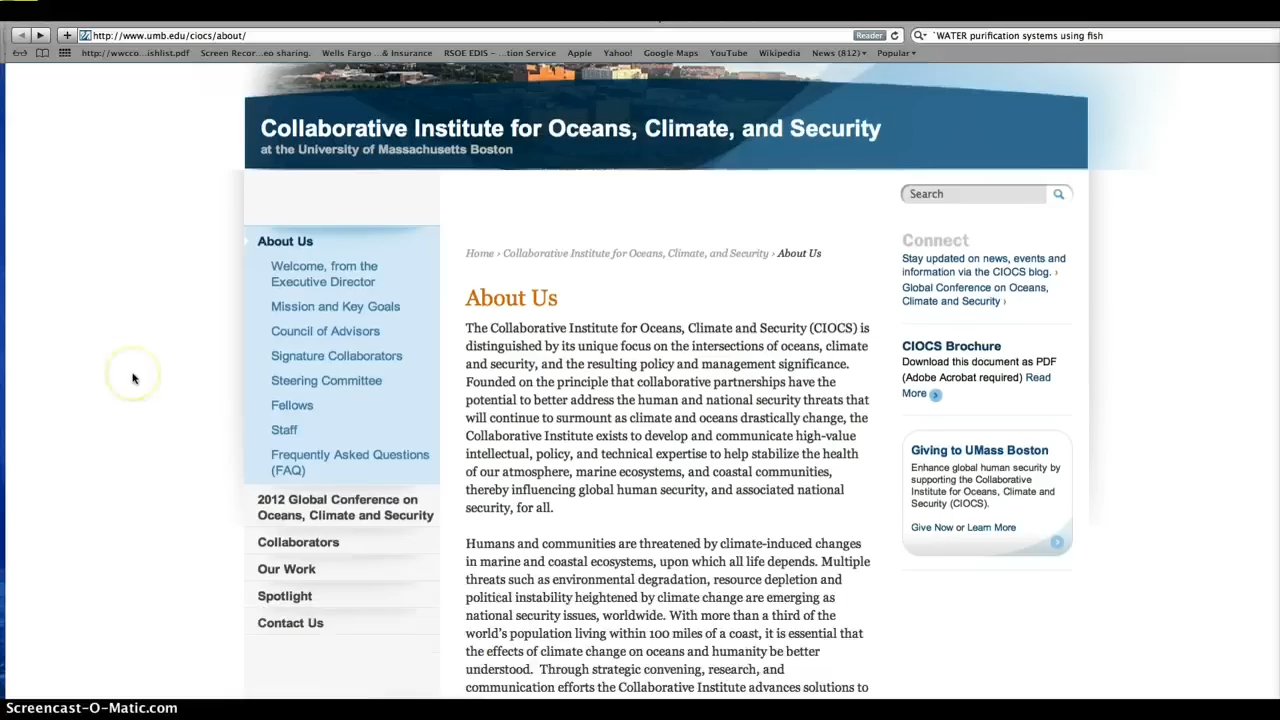 http://www.umb.edu/ciocs/about/
Reader
`WATER purification systems using fish
http://wwcco...ishlist.pdf
Screen Recor...eo sharing.
Wells Fargo ...& Insurance
RSOE EDIS - ...tion Service
Apple
Yahoo!
Google Maps
YouTube
Wikipedia
News (812)
Popular
Collaborative Institute for Oceans, Climate, and Security
at the University of Massachusetts Boston
Search
About Us
Welcome, from the
Executive Director
Mission and Key Goals
Council of Advisors
Signature Collaborators
Steering Committee
Fellows
Staff
Frequently Asked Questions
(FAQ)
2012 Global Conference on
Oceans, Climate and Security
Collaborators
Our Work
Spotlight
Contact Us
Home › Collaborative Institute for Oceans, Climate, and Security › About Us
About Us
The Collaborative Institute for Oceans, Climate and Security (CIOCS) is
distinguished by its unique focus on the intersections of oceans, climate
and security, and the resulting policy and management significance.
Founded on the principle that collaborative partnerships have the
potential to better address the human and national security threats that
will continue to surmount as climate and oceans drastically change, the
Collaborative Institute exists to develop and communicate high-value
intellectual, policy, and technical expertise to help stabilize the health
of our atmosphere, marine ecosystems, and coastal communities,
thereby influencing global human security, and associated national
security, for all.
Humans and communities are threatened by climate-induced changes
in marine and coastal ecosystems, upon which all life depends. Multiple
threats such as environmental degradation, resource depletion and
political instability heightened by climate change are emerging as
national security issues, worldwide. With more than a third of the
world's population living within 100 miles of a coast, it is essential that
the effects of climate change on oceans and humanity be better
understood. Through strategic convening, research, and
communication efforts the Collaborative Institute advances solutions to
Connect
Stay updated on news, events and
information via the CIOCS blog. ›
Global Conference on Oceans,
Climate and Security ›
CIOCS Brochure
Download this document as PDF
(Adobe Acrobat required) Read
More
Giving to UMass Boston
Enhance global human security by
supporting the Collaborative
Institute for Oceans, Climate and
Security (CIOCS).
Give Now or Learn More
Screencast-O-Matic.com